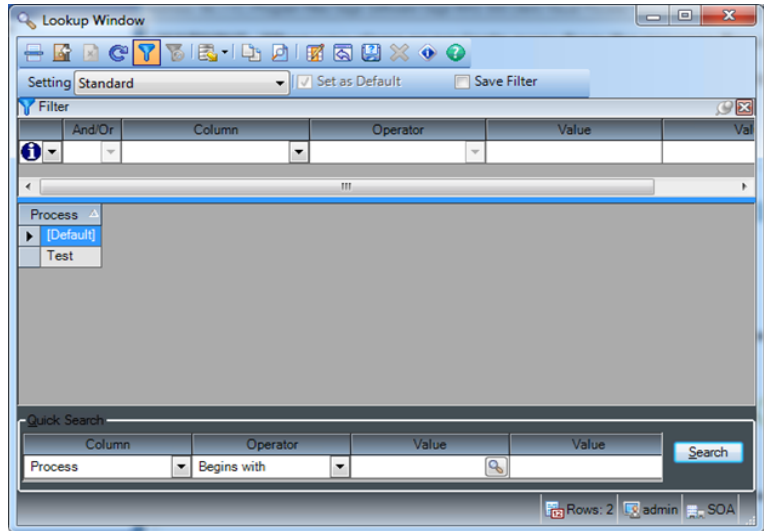 Lookup Window
Setting Standard Set as Default Save Filter
Filter
And/Or Column Operator Value Val
Process
[Default]
Test
Quick Search
Column Operator Value Value
Process Begins with Search
Rows: 2 admin SOA